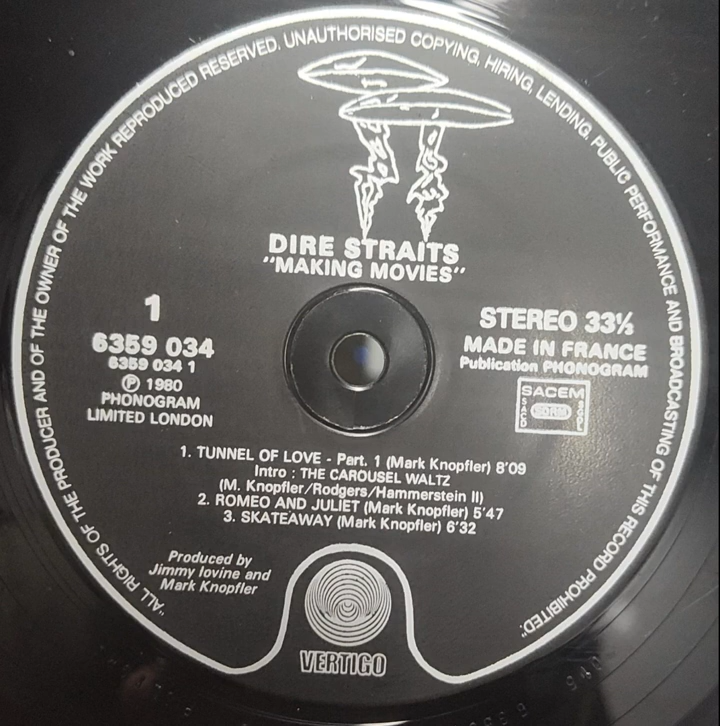 "ALL RIGHTS OF THE PRODUCER AND OF THE OWNER OF THE WORK REPRODUCED RESERVED. UNAUTHORISED COPYING, HIRING, LENDING, PUBLIC PERFORMANCE AND BROADCASTING OF THIS RECORD PROHIBITED."
DIRE STRAITS
"MAKING MOVIES"
1
6359 034
6359 034 1
Ⓟ 1980
PHONOGRAM
LIMITED LONDON
STEREO 33⅓
MADE IN FRANCE
Publication PHONOGRAM
SACEM
SACD
SDRM
SGDL
1. TUNNEL OF LOVE - Part. 1 (Mark Knopfler) 8'09
Intro : THE CAROUSEL WALTZ
(M. Knopfler/Rodgers/Hammerstein II)
2. ROMEO AND JULIET (Mark Knopfler) 5'47
3. SKATEAWAY (Mark Knopfler) 6'32
Produced by
Jimmy Iovine and
Mark Knopfler
VERTIGO